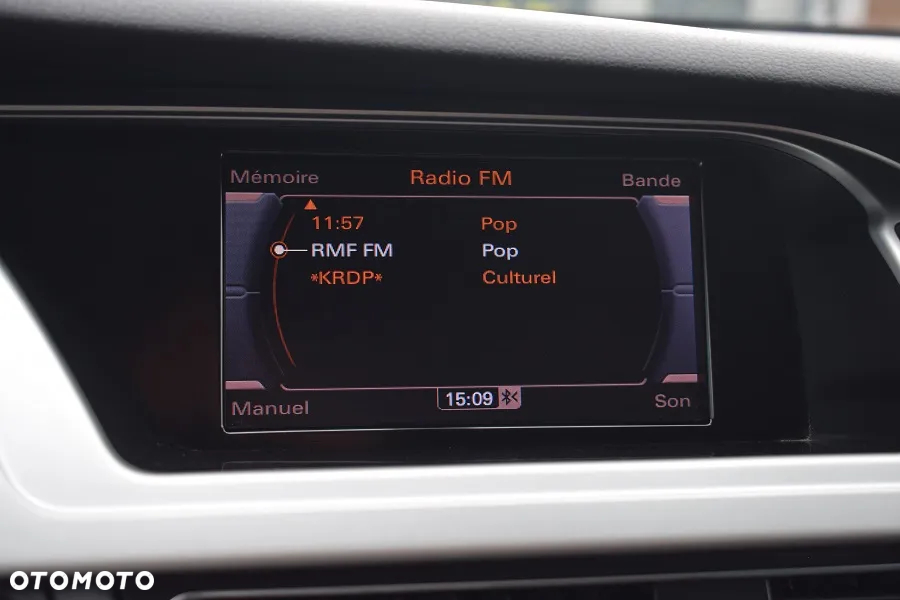 Mémoire Radio FM Bande
11:57 Pop
RMF FM Pop
*KRDP* Culturel
15:09
Manuel Son
OTOMOTO